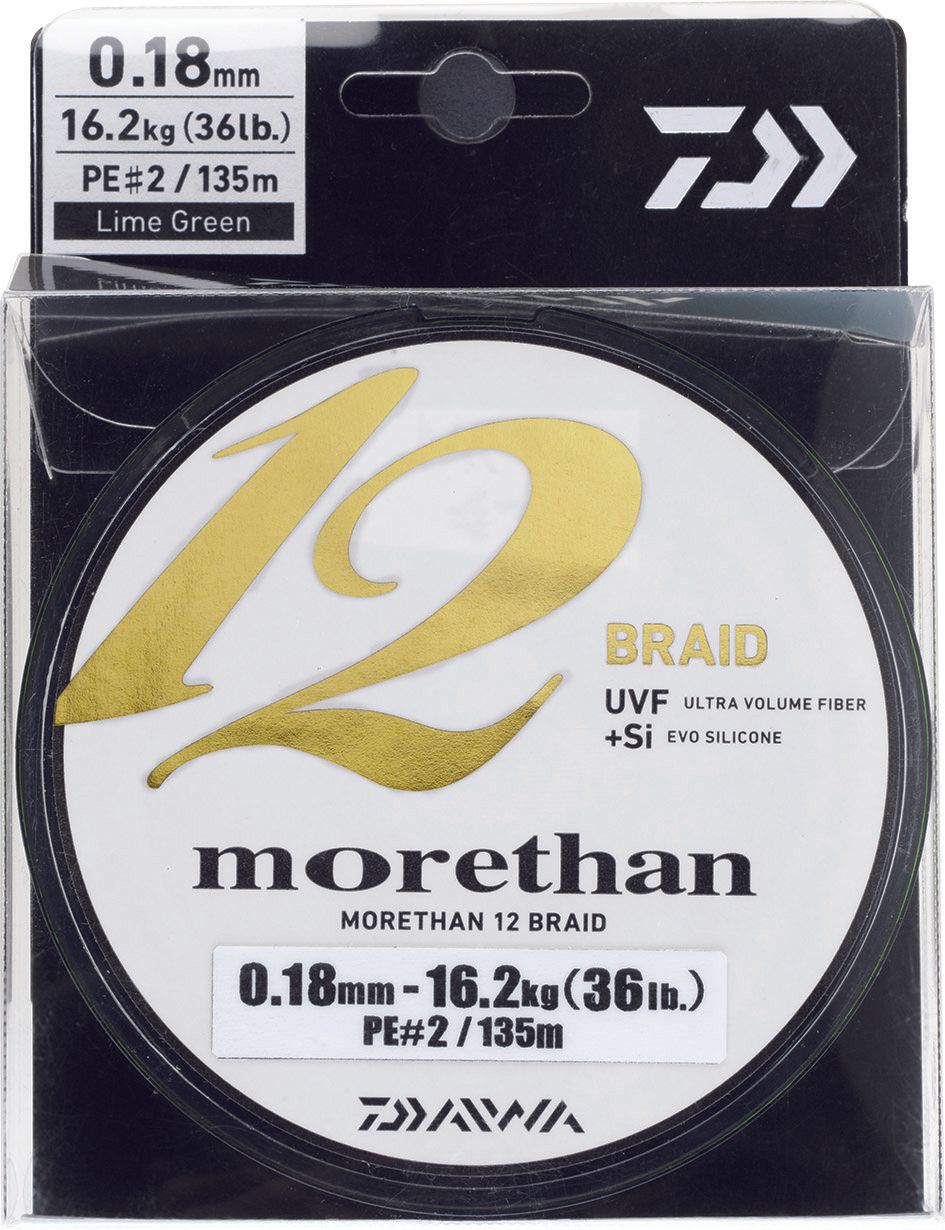 0.18mm
16.2kg (36lb.)
PE#2 / 135m
Lime Green
12
BRAID
UVF ULTRA VOLUME FIBER
+Si EVO SILICONE
morethan
MORETHAN 12 BRAID
0.18mm - 16.2kg (36lb.)
PE#2 / 135m
DAIWA